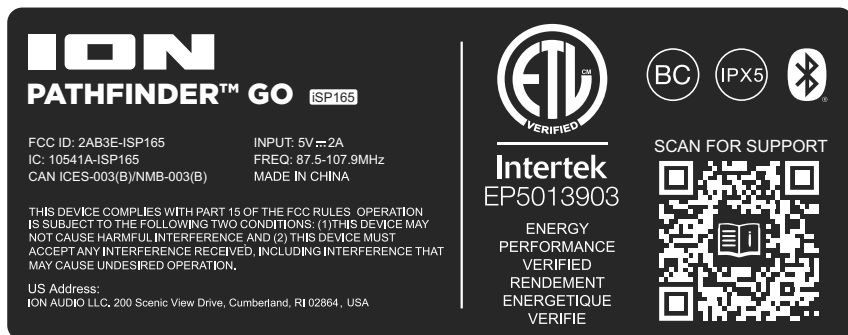 ION
PATHFINDER™ GO iSP165
FCC ID: 2AB3E-ISP165
IC: 10541A-ISP165
CAN ICES-003(B)/NMB-003(B)
INPUT: 5V⎓2A
FREQ: 87.5-107.9MHz
MADE IN CHINA
THIS DEVICE COMPLIES WITH PART 15 OF THE FCC RULES OPERATION
IS SUBJECT TO THE FOLLOWING TWO CONDITIONS: (1)THIS DEVICE MAY
NOT CAUSE HARMFUL INTERFERENCE AND (2) THIS DEVICE MUST
ACCEPT ANY INTERFERENCE RECEIVED, INCLUDING INTERFERENCE THAT
MAY CAUSE UNDESIRED OPERATION.
US Address:
ION AUDIO LLC. 200 Scenic View Drive, Cumberland, RI 02864, USA
ETL CM
VERIFIED
Intertek
EP5013903
ENERGY
PERFORMANCE
VERIFIED
RENDEMENT
ENERGETIQUE
VERIFIE
BC
IPX5
®
SCAN FOR SUPPORT
i